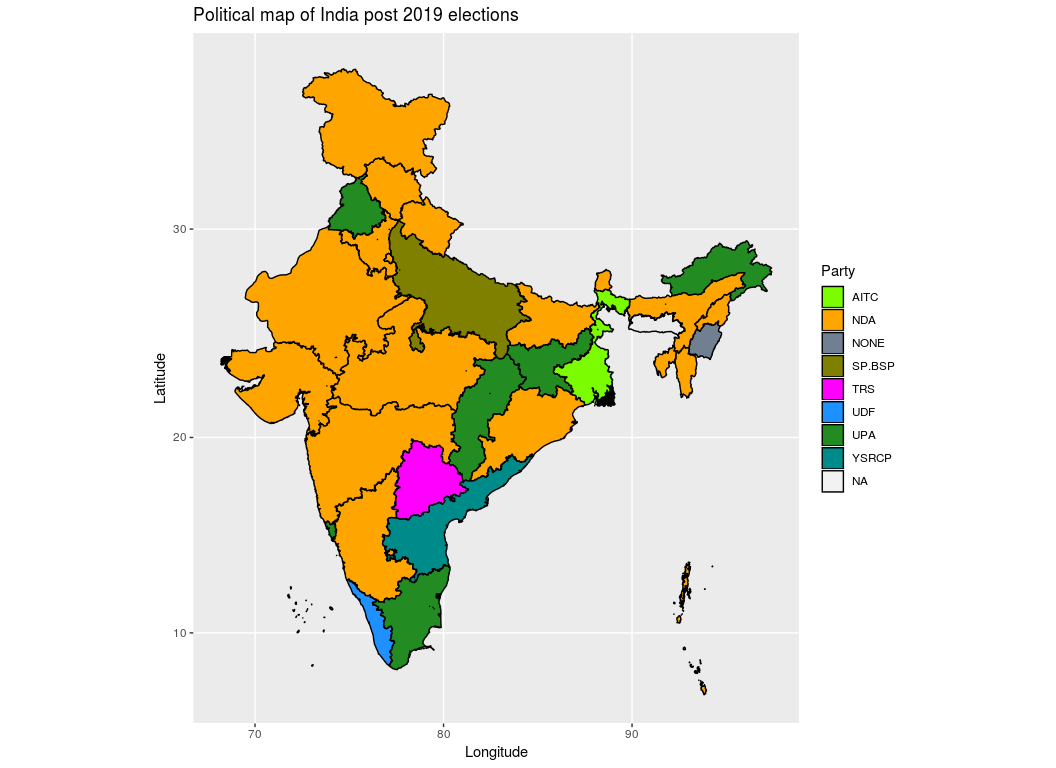 Political map of India post 2019 elections
Latitude
30
20
10
70
80
90
Longitude
Party
AITC
NDA
NONE
SP.BSP
TRS
UDF
UPA
YSRCP
NA